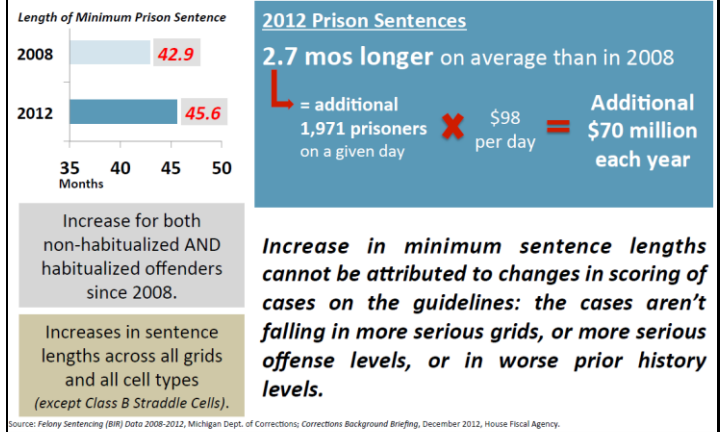 Length of Minimum Prison Sentence
2008
42.9
2012
45.6
35 40 45 50
Months
2012 Prison Sentences
2.7 mos longer on average than in 2008
= additional
1,971 prisoners
on a given day
$98
per day
=
Additional
$70 million
each year
Increase for both
non-habitualized AND
habitualized offenders
since 2008.
Increases in sentence
lengths across all grids
and all cell types
(except Class B Straddle Cells).
Increase in minimum sentence lengths
cannot be attributed to changes in scoring of
cases on the guidelines: the cases aren’t
falling in more serious grids, or more serious
offense levels, or in worse prior history
levels.
Source: Felony Sentencing (BIR) Data 2008-2012, Michigan Dept. of Corrections; Corrections Background Briefing, December 2012, House Fiscal Agency.